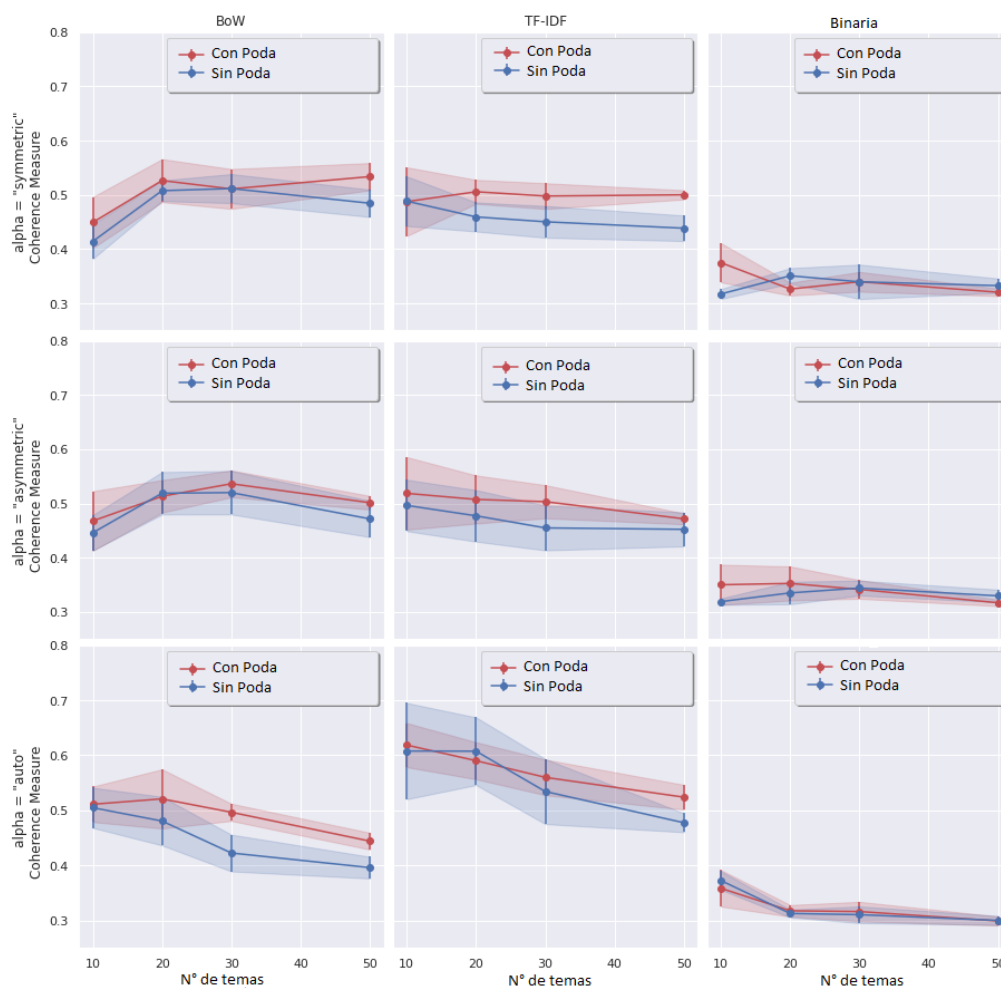 BoW
TF-IDF
Binaria
alpha = "symmetric"
Coherence Measure
0.8
0.7
0.6
0.5
0.4
0.3
Con Poda
Sin Poda
Con Poda
Sin Poda
Con Poda
Sin Poda
alpha = "asymmetric"
Coherence Measure
0.8
0.7
0.6
0.5
0.4
0.3
Con Poda
Sin Poda
Con Poda
Sin Poda
Con Poda
Sin Poda
alpha = "auto"
Coherence Measure
0.8
0.7
0.6
0.5
0.4
0.3
Con Poda
Sin Poda
Con Poda
Sin Poda
Con Poda
Sin Poda
10 20 30 40 50
10 20 30 40 50
10 20 30 40 50
N° de temas
N° de temas
N° de temas